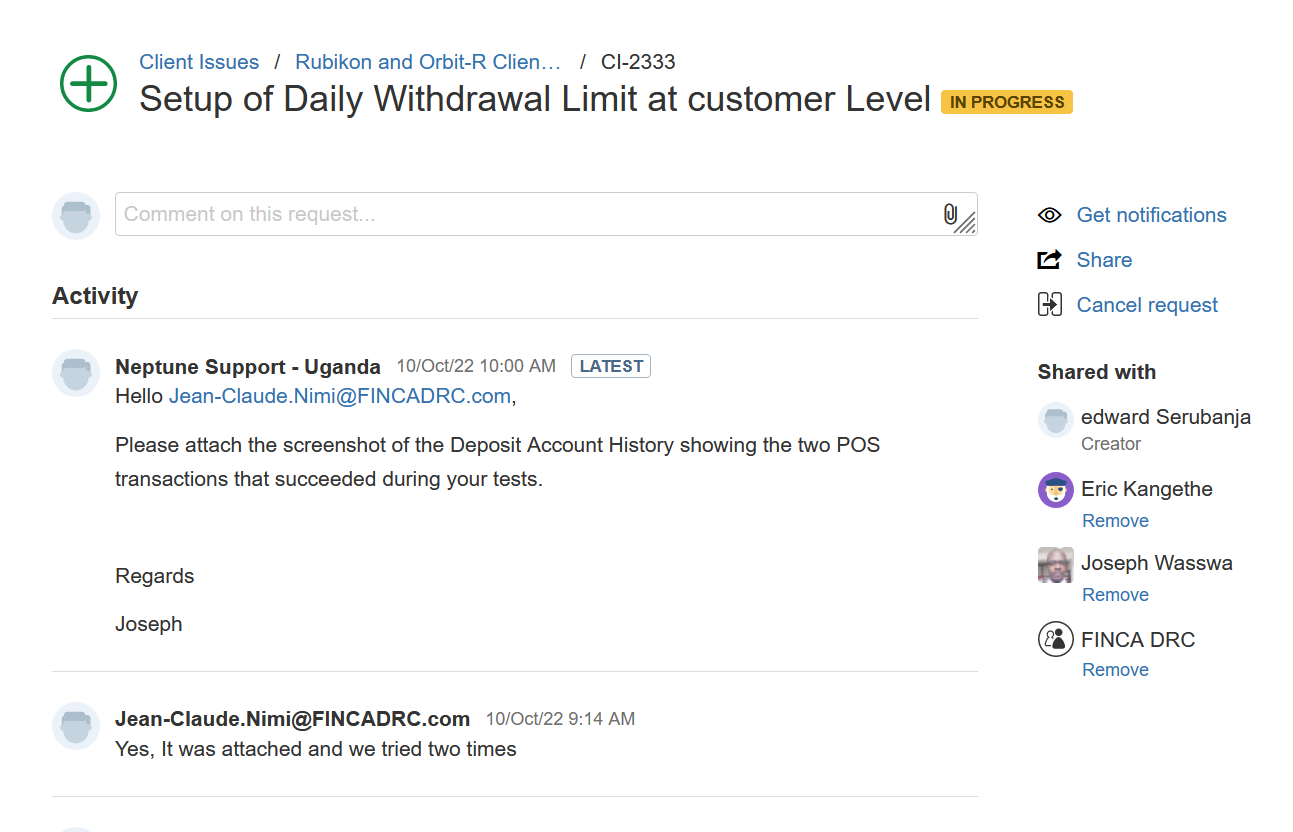 Client Issues / Rubikon and Orbit-R Clien… / CI-2333
Setup of Daily Withdrawal Limit at customer Level IN PROGRESS
Comment on this request...
Get notifications
Share
Cancel request
Activity
Neptune Support - Uganda 10/Oct/22 10:00 AM LATEST
Hello Jean-Claude.Nimi@FINCADRC.com,
Please attach the screenshot of the Deposit Account History showing the two POS
transactions that succeeded during your tests.
Regards
Joseph
Jean-Claude.Nimi@FINCADRC.com 10/Oct/22 9:14 AM
Yes, It was attached and we tried two times
Shared with
edward Serubanja
Creator
Eric Kangethe
Remove
Joseph Wasswa
Remove
FINCA DRC
Remove